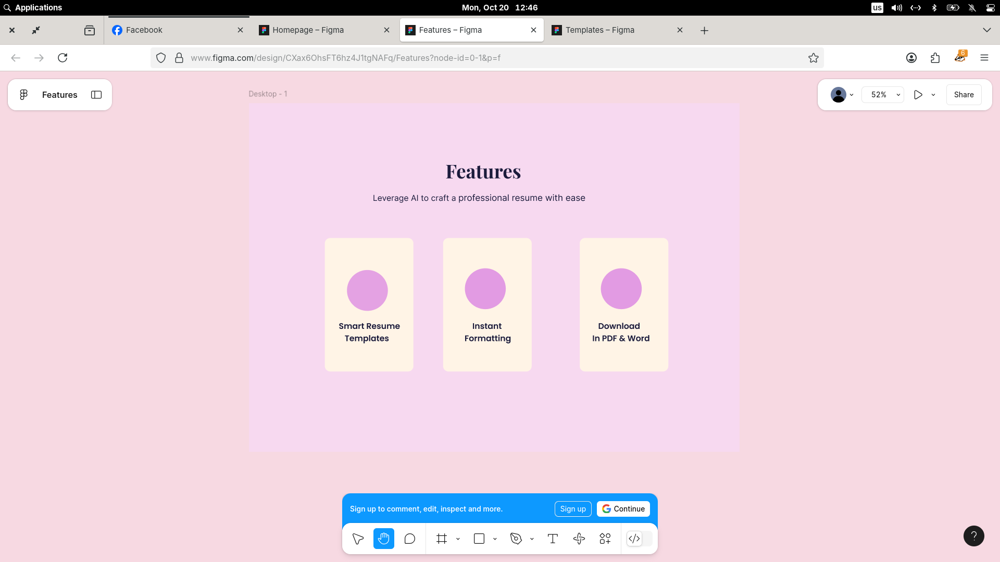 Applications
Mon, Oct 20 12:46
us
Facebook
Homepage – Figma
Features – Figma
Templates – Figma
www.figma.com/design/CXax6OhsFT6hz4J1tgNAFq/Features?node-id=0-1&p=f
6
Features
Desktop - 1
52%
Share
Features
Leverage AI to craft a professional resume with ease
Smart Resume
Templates
Instant
Formatting
Download
In PDF & Word
Sign up to comment, edit, inspect and more.
Sign up
Continue